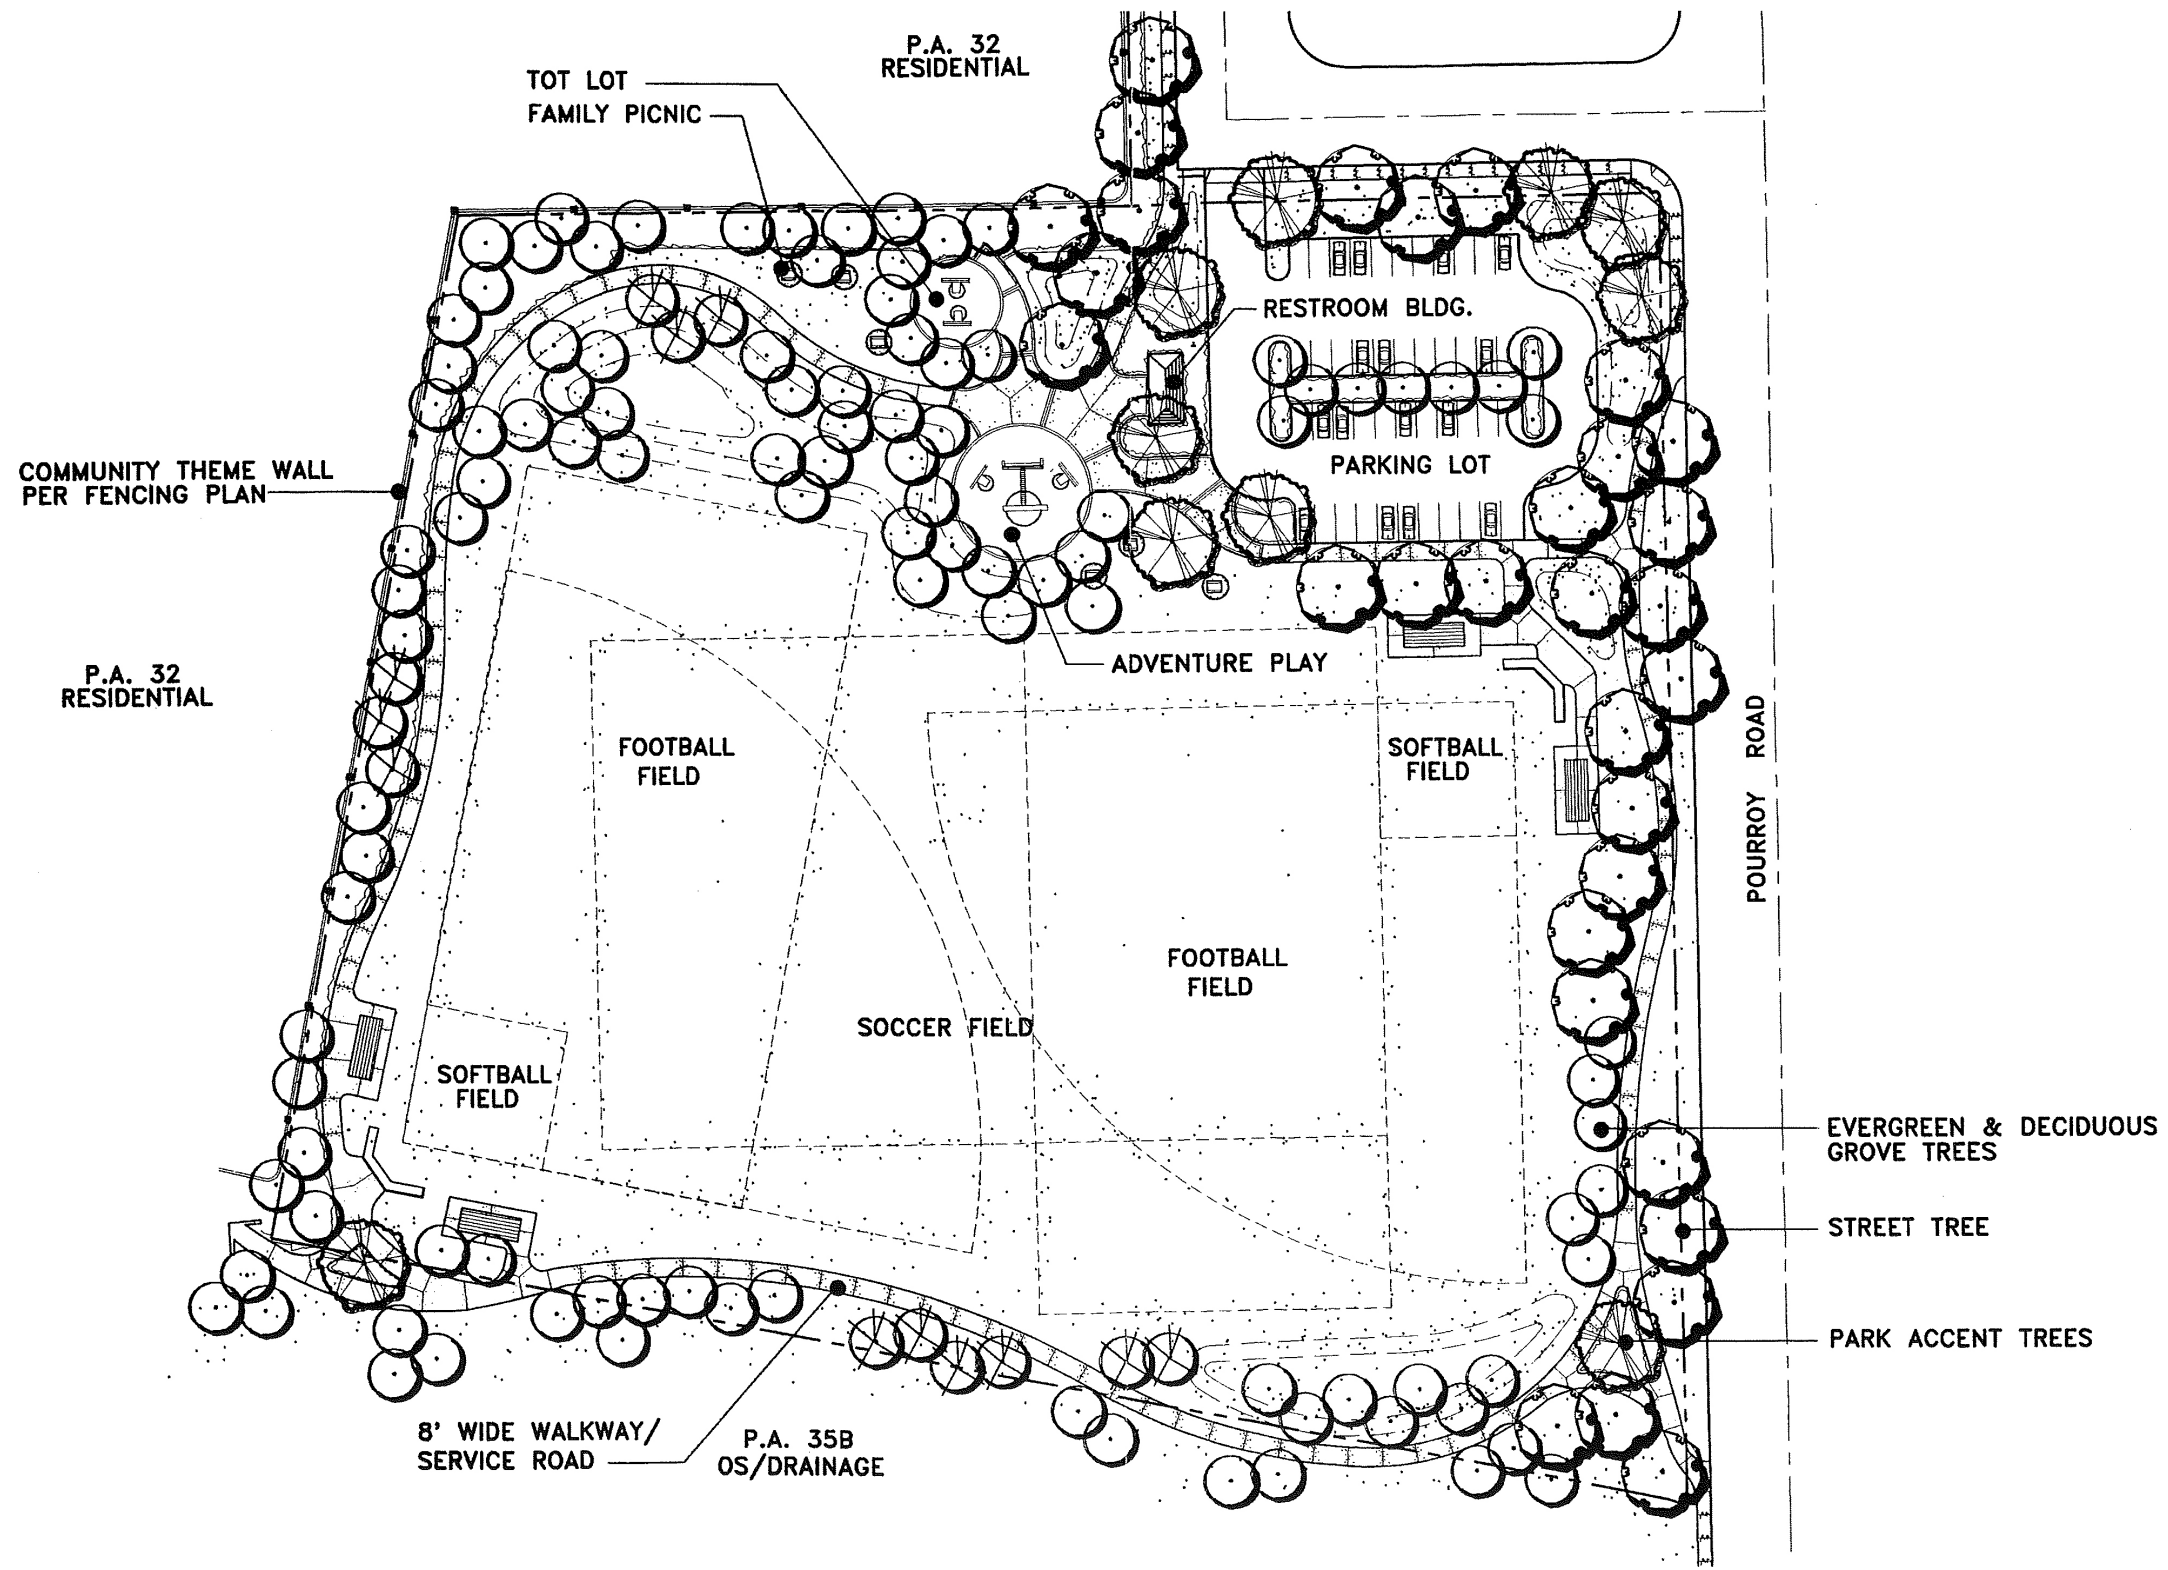 P.A. 32
RESIDENTIAL
TOT LOT
FAMILY PICNIC
RESTROOM BLDG.
COMMUNITY THEME WALL
PER FENCING PLAN
PARKING LOT
P.A. 32
RESIDENTIAL
ADVENTURE PLAY
FOOTBALL
FIELD
SOFTBALL
FIELD
POURROY ROAD
FOOTBALL
FIELD
SOCCER FIELD
SOFTBALL
FIELD
EVERGREEN & DECIDUOUS
GROVE TREES
STREET TREE
PARK ACCENT TREES
8' WIDE WALKWAY/
SERVICE ROAD
P.A. 35B
OS/DRAINAGE